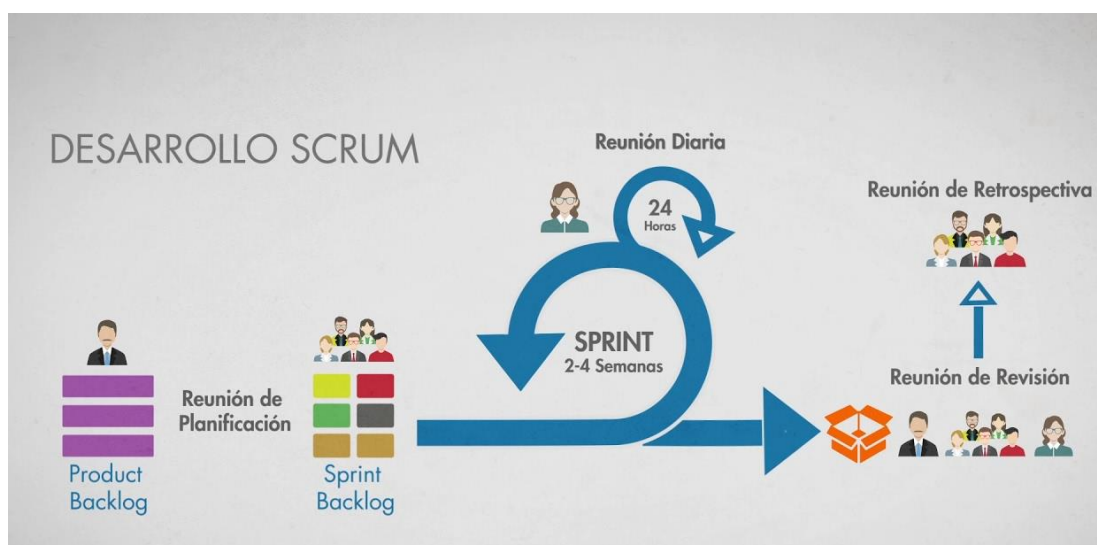 DESARROLLO SCRUM
Reunión Diaria
24
Horas
Reunión de Retrospectiva
SPRINT
2-4 Semanas
Reunión de Revisión
Reunión de
Planificación
Product
Backlog
Sprint
Backlog